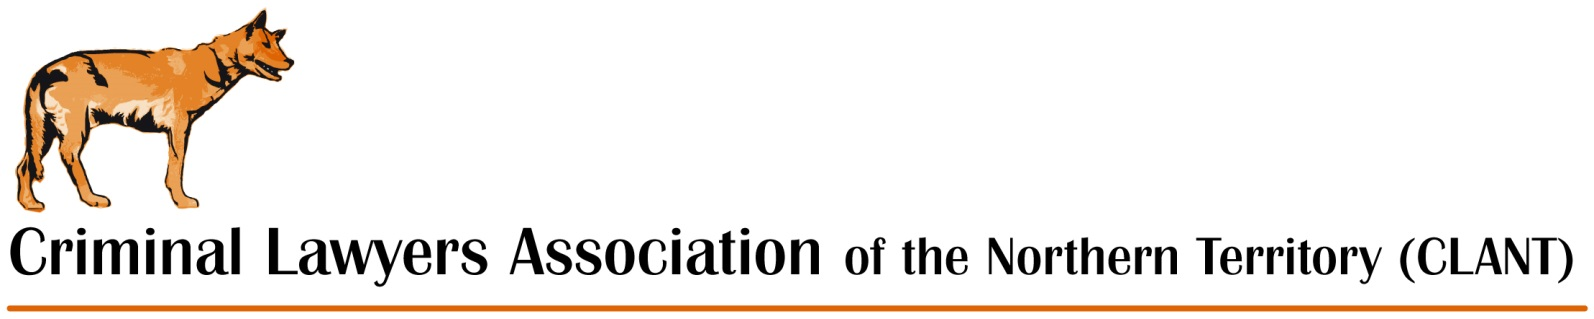 Criminal Lawyers Association of the Northern Territory (CLANT)